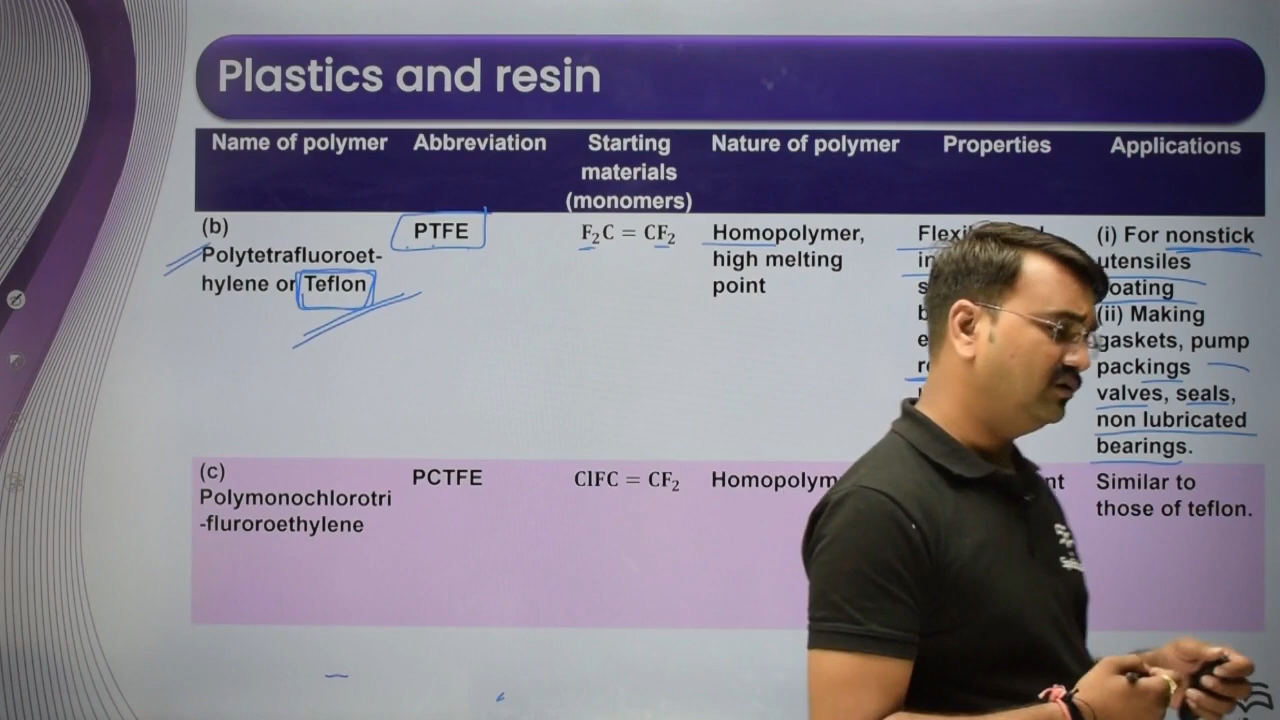 Plastics and resin
Name of polymer Abbreviation Starting materials (monomers) Nature of polymer Properties Applications
(b)
Polytetrafluoroet-
hylene or Teflon
PTFE
F₂C = CF₂
Homopolymer,
high melting
point
(i) For nonstick
utensiles
(ii) Making
gaskets, pump
packings
valves, seals,
non lubricated
bearings.
(c)
Polymonochlorotri
-fluroroethylene
PCTFE
ClFC = CF₂
Similar to
those of teflon.